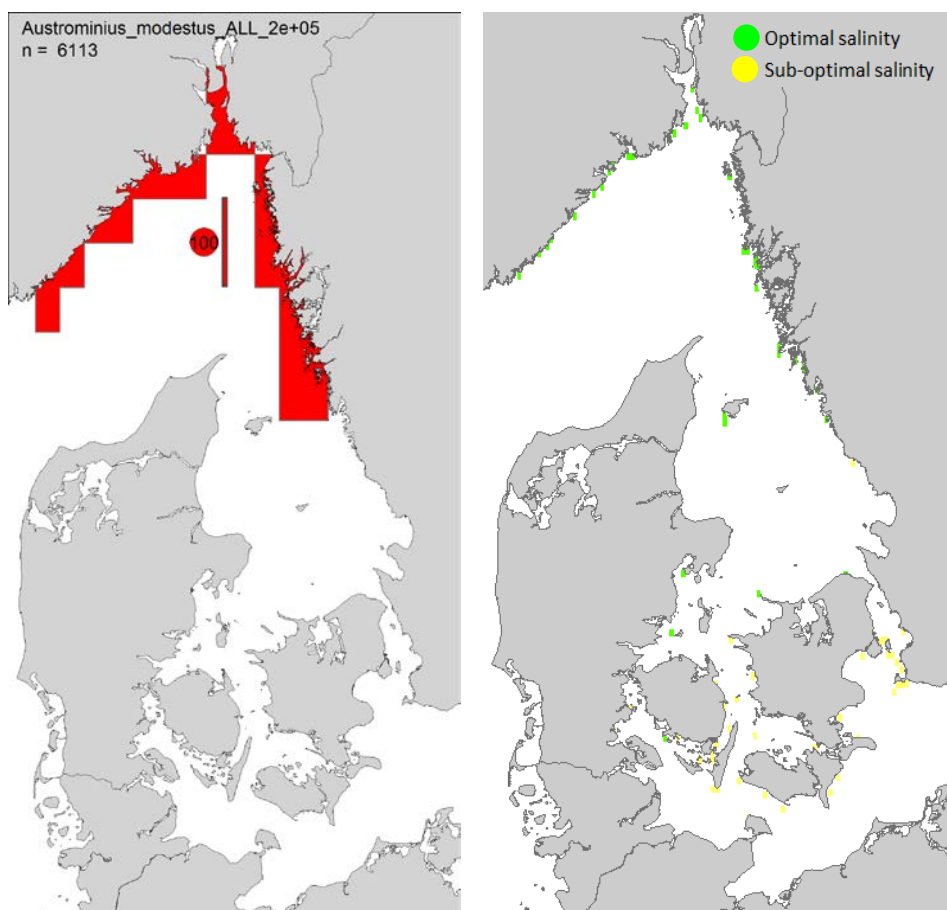 Austrominius_modestus_ALL_2e+05
n = 6113
100
Optimal salinity
Sub-optimal salinity